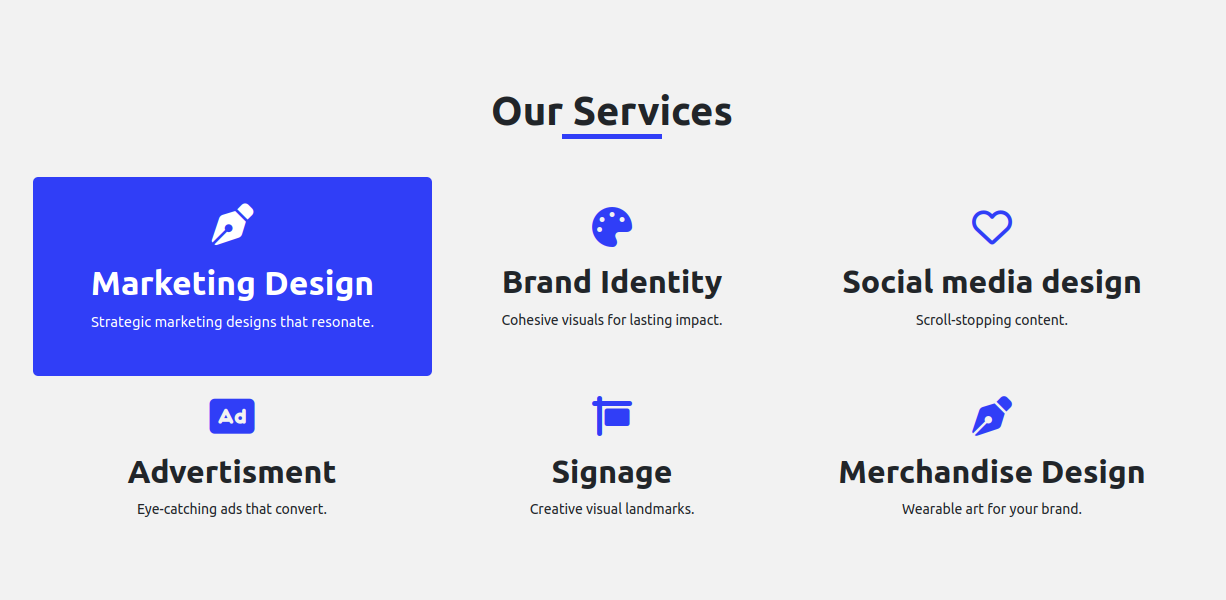 Our Services
Marketing Design
Strategic marketing designs that resonate.
Brand Identity
Cohesive visuals for lasting impact.
Social media design
Scroll-stopping content.
Ad
Advertisment
Eye-catching ads that convert.
Signage
Creative visual landmarks.
Merchandise Design
Wearable art for your brand.